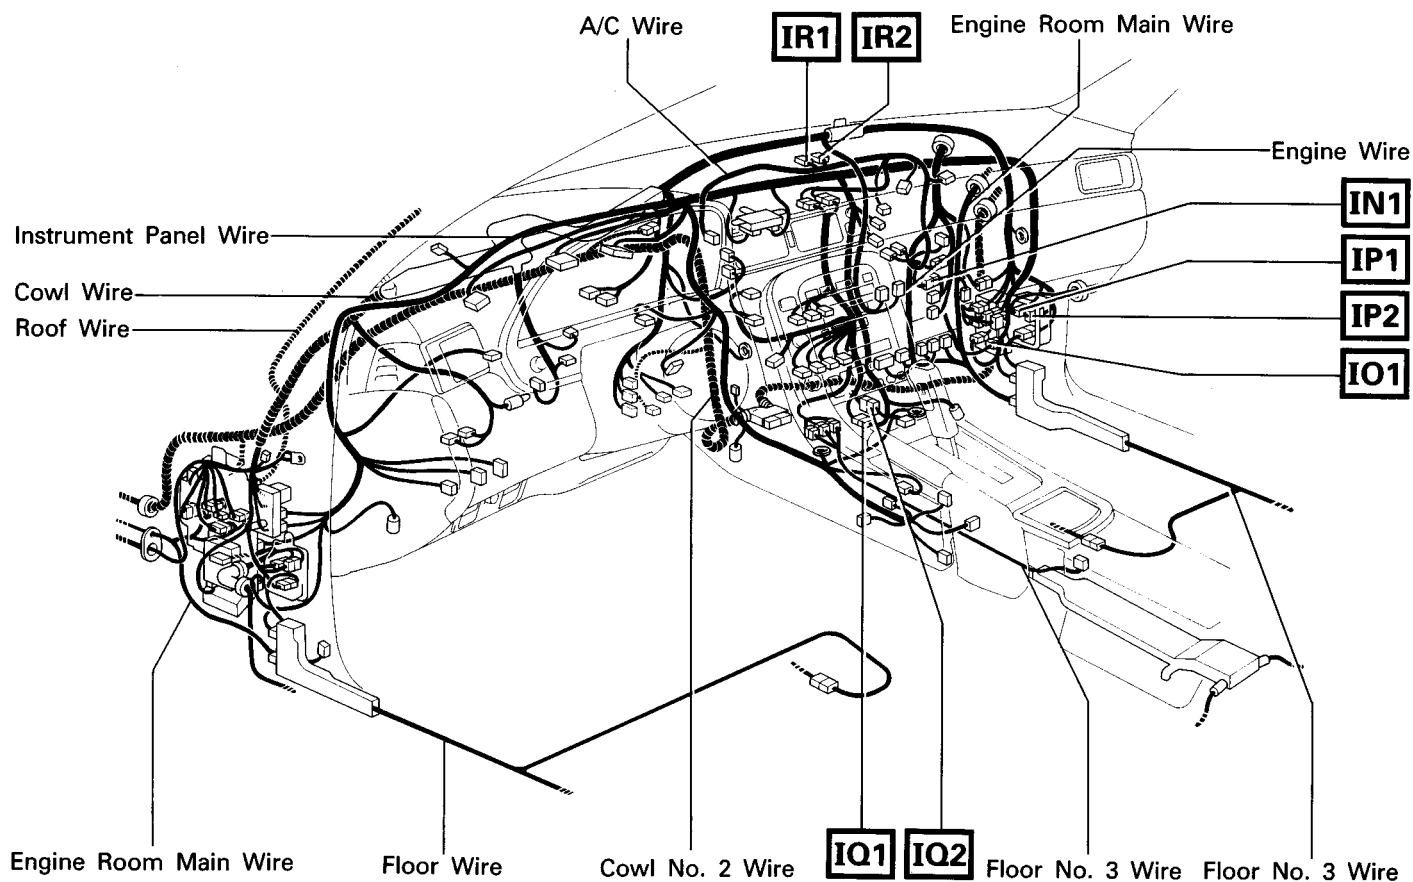 A/C Wire
IR1
IR2
Engine Room Main Wire
Engine Wire
IN1
Instrument Panel Wire
IP1
Cowl Wire
IP2
Roof Wire
IO1
Engine Room Main Wire
Floor Wire
Cowl No. 2 Wire
IQ1
IQ2
Floor No. 3 Wire
Floor No. 3 Wire